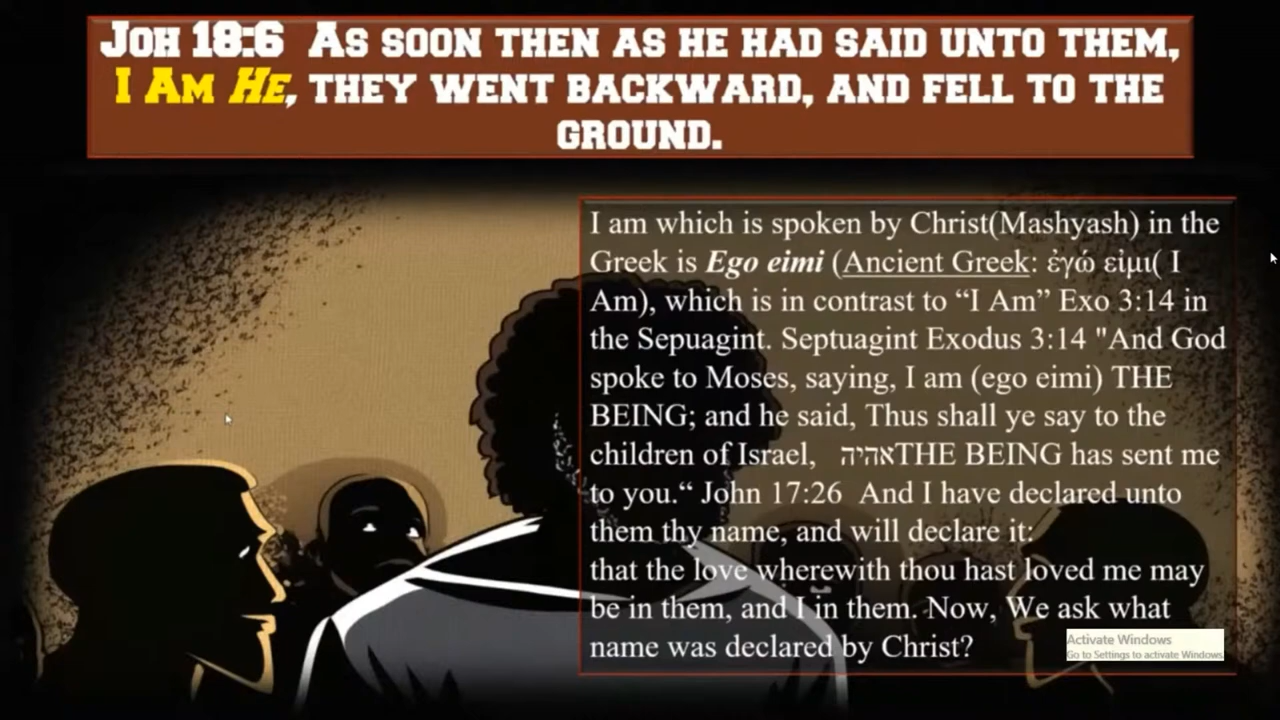 Joh 18:6 As soon then as he had said unto them,
I Am He, they went backward, and fell to the
ground.
I am which is spoken by Christ(Mashyash) in the
Greek is Ego eimi (Ancient Greek: ἐγώ εἰμι( I
Am), which is in contrast to “I Am” Exo 3:14 in
the Sepuagint. Septuagint Exodus 3:14 "And God
spoke to Moses, saying, I am (ego eimi) THE
BEING; and he said, Thus shall ye say to the
children of Israel, אהיהTHE BEING has sent me
to you.“ John 17:26 And I have declared unto
them thy name, and will declare it:
that the love wherewith thou hast loved me may
be in them, and I in them. Now, We ask what
name was declared by Christ?
Activate Windows
Go to Settings to activate Windows.